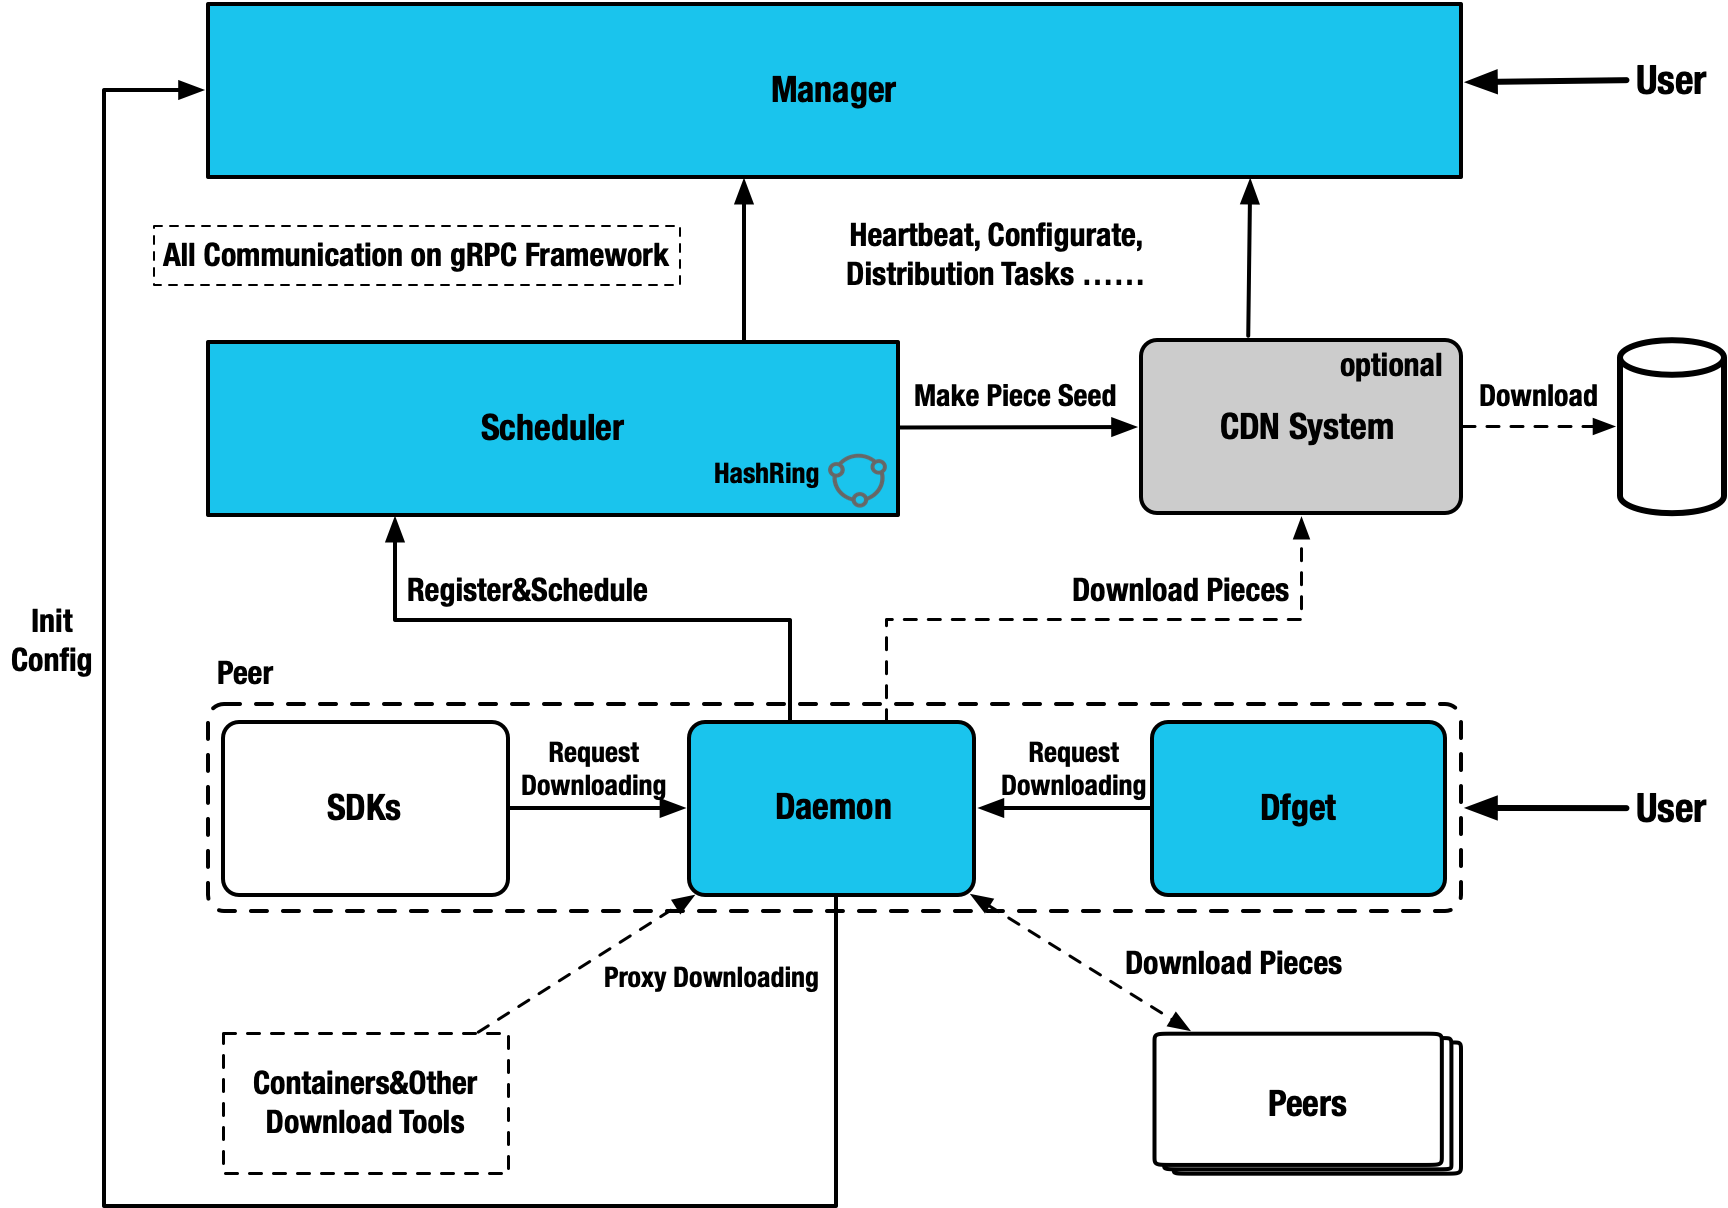 Manager
User
All Communication on gRPC Framework
Heartbeat, Configurate,
Distribution Tasks ......
optional
Scheduler
HashRing
Make Piece Seed
CDN System
Download
Register&Schedule
Download Pieces
Init
Config
Peer
SDKs
Request
Downloading
Daemon
Request
Downloading
Dfget
User
Proxy Downloading
Download Pieces
Containers&Other
Download Tools
Peers